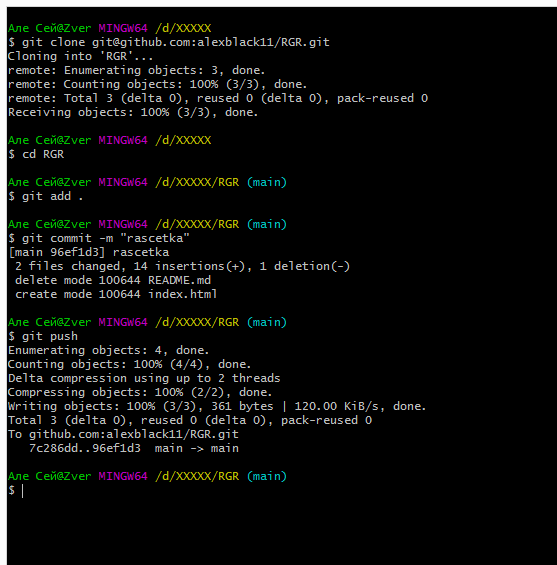 Але Сей@Zver MINGW64 /d/XXXXX
$ git clone git@github.com:alexblack11/RGR.git
Cloning into 'RGR'...
remote: Enumerating objects: 3, done.
remote: Counting objects: 100% (3/3), done.
remote: Total 3 (delta 0), reused 0 (delta 0), pack-reused 0
Receiving objects: 100% (3/3), done.
Але Сей@Zver MINGW64 /d/XXXXX
$ cd RGR
Але Сей@Zver MINGW64 /d/XXXXX/RGR (main)
$ git add .
Але Сей@Zver MINGW64 /d/XXXXX/RGR (main)
$ git commit -m "rascetka"
[main 96ef1d3] rascetka
2 files changed, 14 insertions(+), 1 deletion(-)
delete mode 100644 README.md
create mode 100644 index.html
Але Сей@Zver MINGW64 /d/XXXXX/RGR (main)
$ git push
Enumerating objects: 4, done.
Counting objects: 100% (4/4), done.
Delta compression using up to 2 threads
Compressing objects: 100% (2/2), done.
Writing objects: 100% (3/3), 361 bytes | 120.00 KiB/s, done.
Total 3 (delta 0), reused 0 (delta 0), pack-reused 0
To github.com:alexblack11/RGR.git
7c286dd..96ef1d3  main -> main
Але Сей@Zver MINGW64 /d/XXXXX/RGR (main)
$